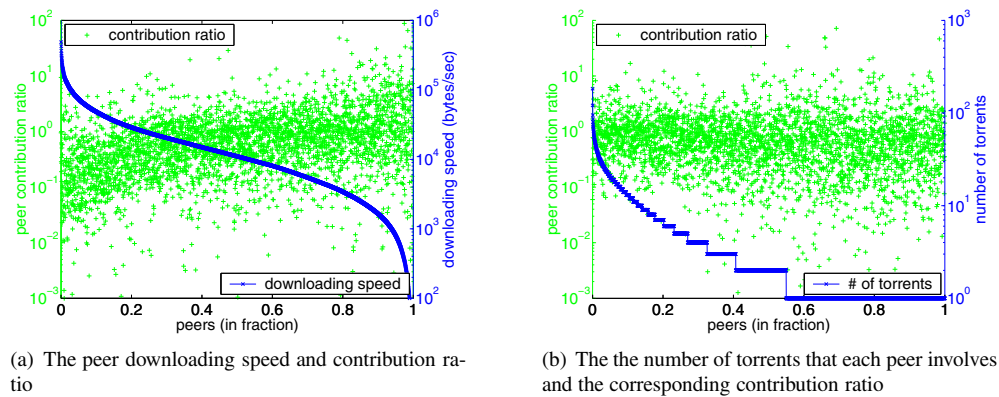 10^2
10^1
10^0
10^-1
10^-2
10^-3
peer contribution ratio
contribution ratio
downloading speed
10^6
10^5
10^4
10^3
10^2
downloading speed (bytes/sec)
0 0.2 0.4 0.6 0.8 1
peers (in fraction)
(a) The peer downloading speed and contribution ra-
tio
10^2
10^1
10^0
10^-1
10^-2
10^-3
peer contribution ratio
contribution ratio
# of torrents
10^3
10^2
10^1
10^0
number of torrents
0 0.2 0.4 0.6 0.8 1
peers (in fraction)
(b) The the number of torrents that each peer involves
and the corresponding contribution ratio